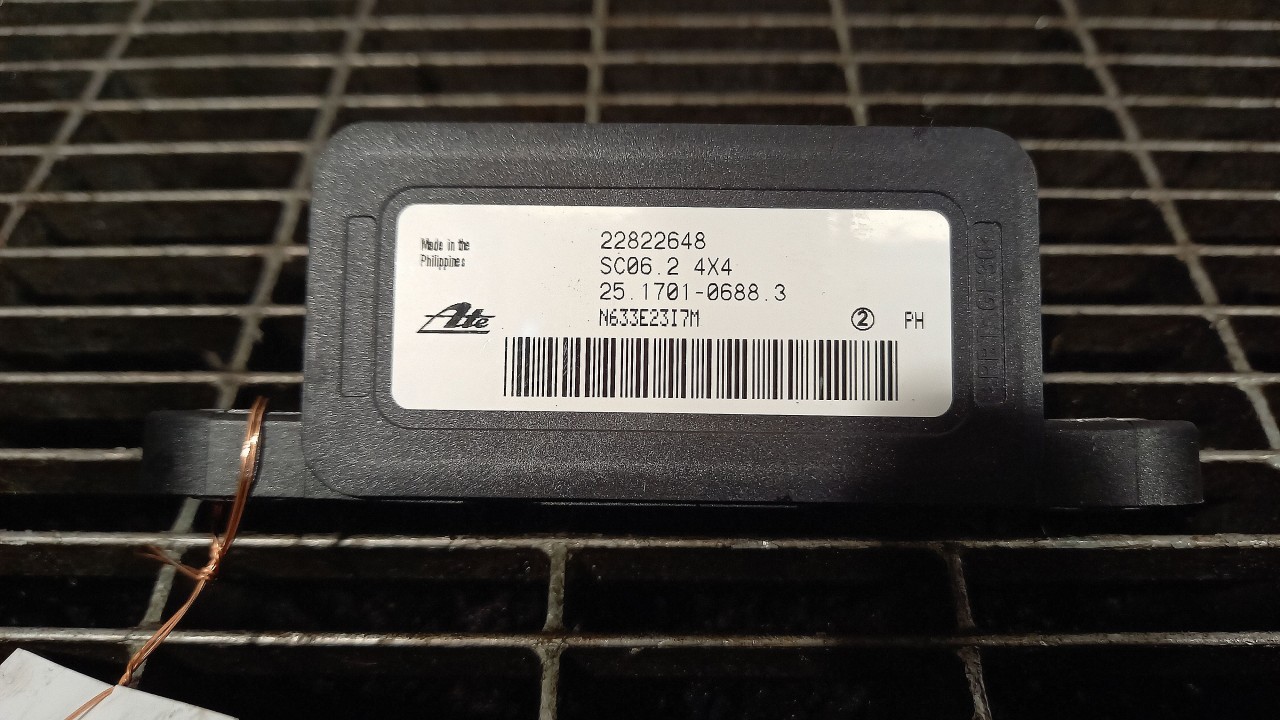 Made in the
Philippines
Ate
22822648
SC06.2 4X4
25.1701-0688.3
N633E23I7M
2 PH